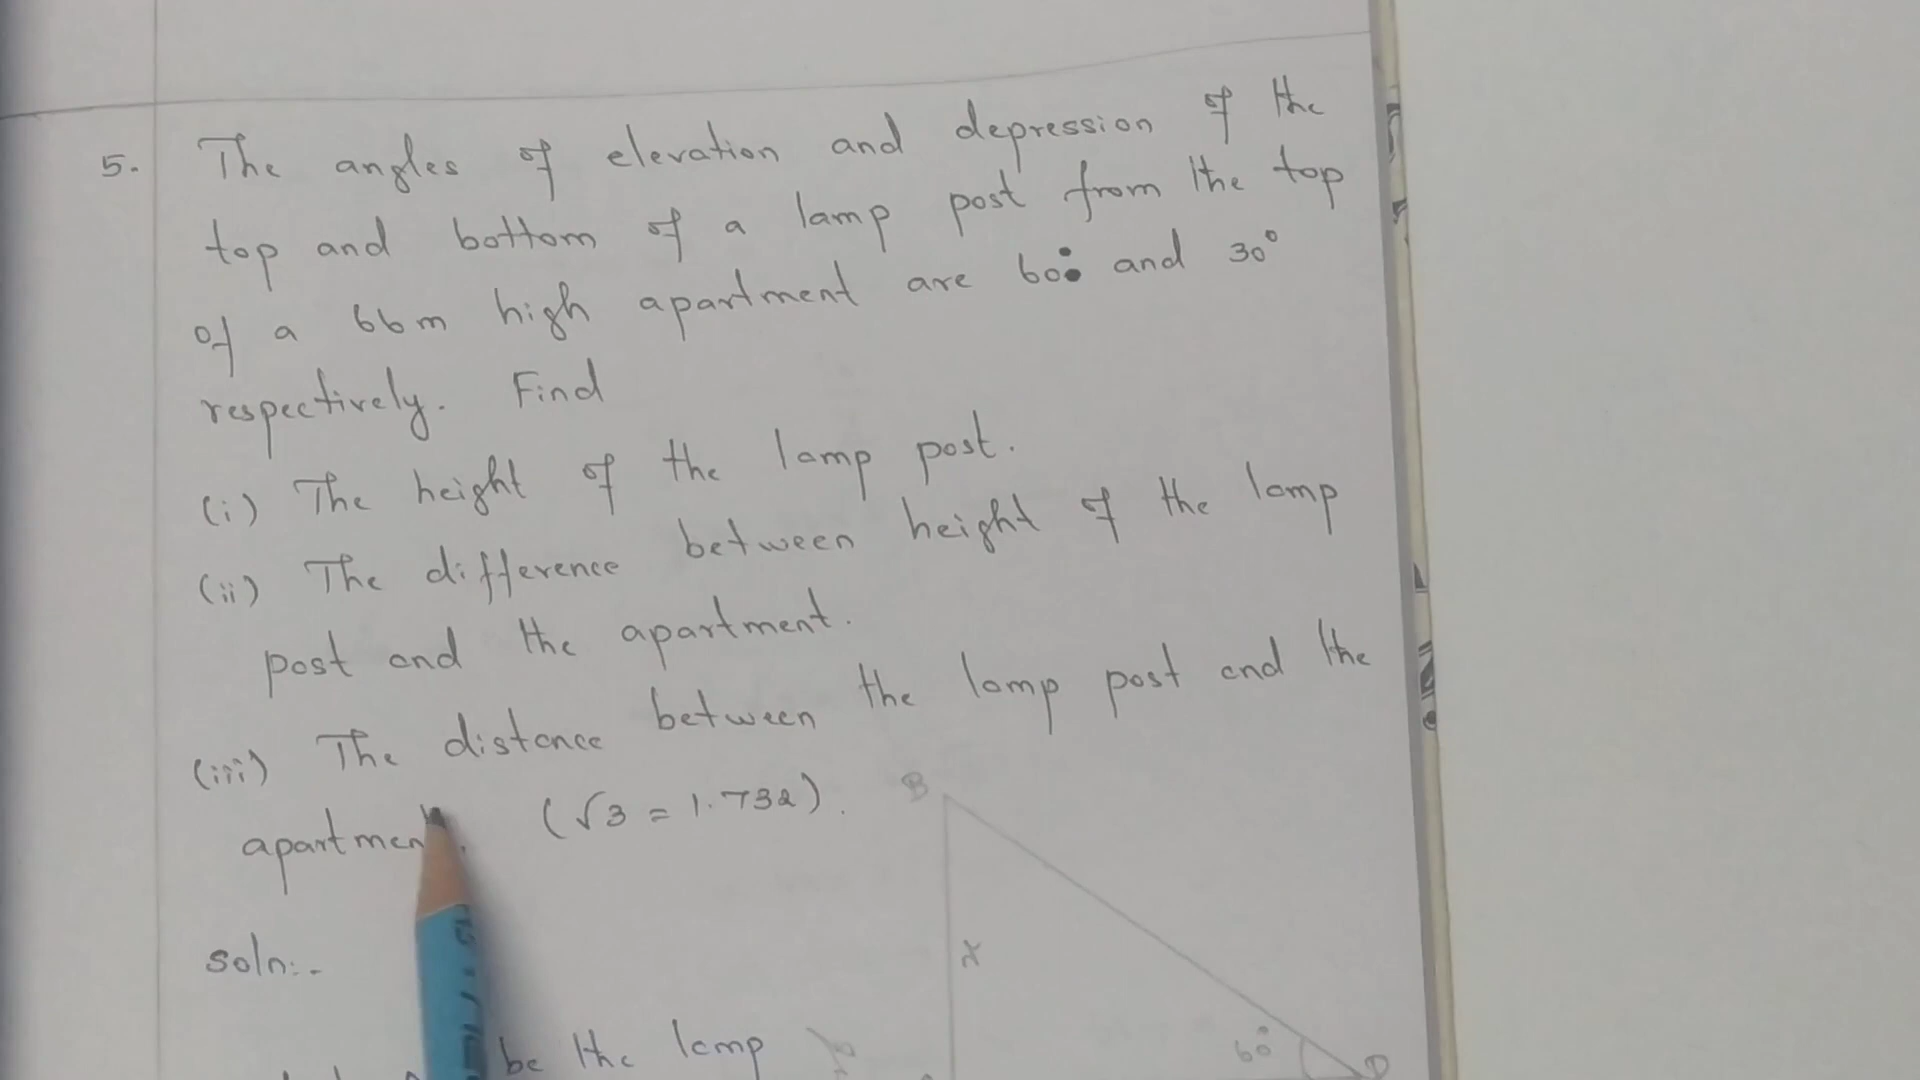 5. The angles of elevation and depression of the
top and bottom of a lamp post from the top
of a 66m high apartment are 60° and 30°
respectively. Find
(i) The height of the lamp post.
(ii) The difference between height of the lamp
post and the apartment.
(iii) The distance between the lamp post and the
apartment. (√3 = 1.732).
B
x
soln:-
60°
D
be the lamp